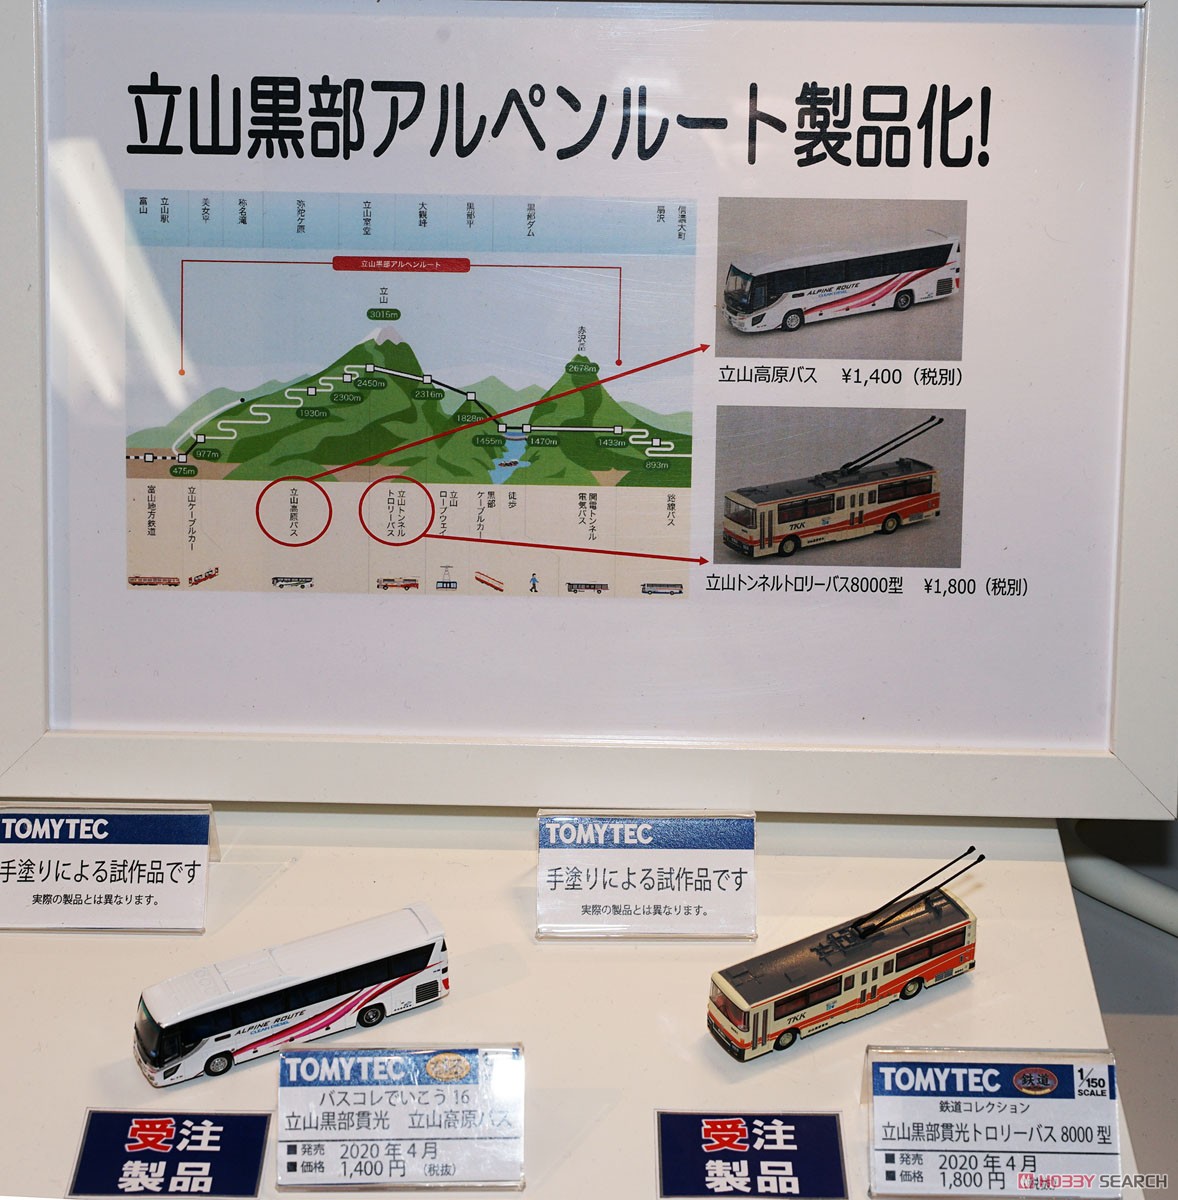 立山黒部アルペンルート製品化!
富山
立山駅
美女平
称名滝
弥陀ケ原
立山室堂
大観峰
黒部平
黒部ダム
扇沢
信濃大町
立山黒部アルペンルート
立山
3015m
赤沢岳
2678m
2450m
2300m
1930m
977m
475m
2316m
1828m
1455m
1470m
1433m
893m
富山地方鉄道
立山ケーブルカー
立山高原バス
立山トンネル
トロリーバス
立山
ロープウェイ
黒部
ケーブルカー
徒歩
関電トンネル
電気バス
路線バス
ALPINE ROUTE
CLEAN DIESEL
立山高原バス ¥1,400（税別）
TKK
立山トンネルトロリーバス8000型 ¥1,800（税別）
TOMYTEC
手塗りによる試作品です
実際の製品とは異なります。
TOMYTEC
手塗りによる試作品です
実際の製品とは異なります。
ALPINE ROUTE
CLEAN DIESEL
TKK
TOMYTEC
バスコレでいこう 16
立山黒部貫光 立山高原バス
■発売 2020年4月
■価格 1,400円 （税抜）
受注
製品
TOMYTEC 鉄道 1/150
SCALE
鉄道コレクション
立山黒部貫光トロリーバス 8000 型
■発売 2020年4月
■価格 1,800円
受注
製品
HOBBY SEARCH